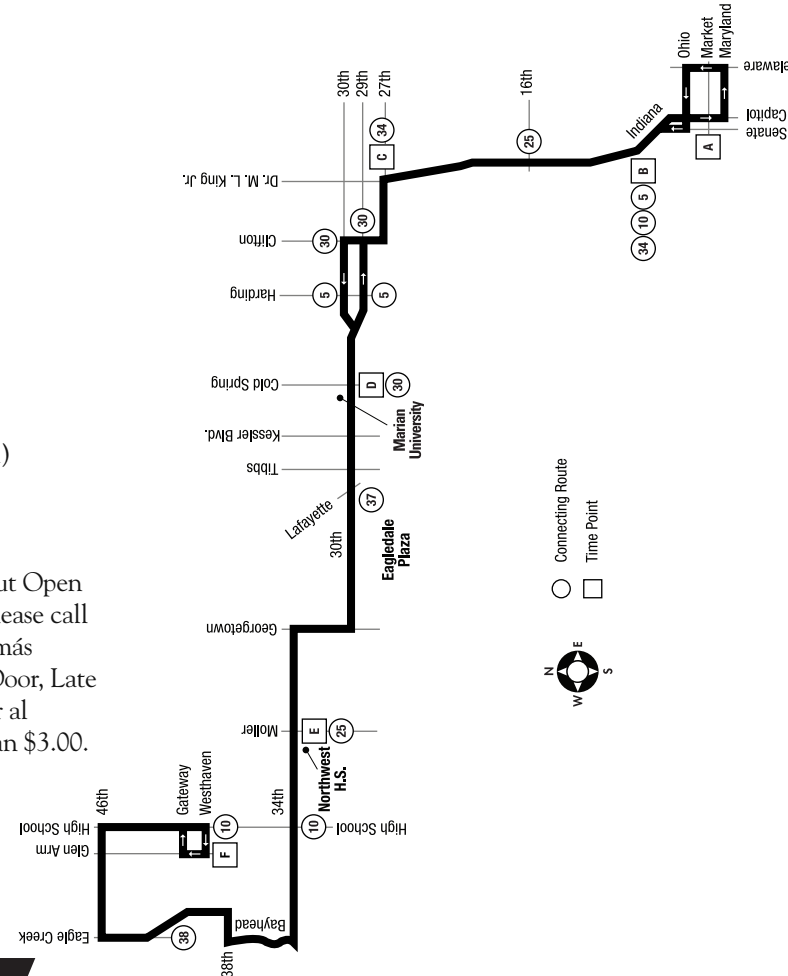 )
ut Open
lease call
más
Door, Late
r al
an $3.00.
30th
29th
27th
Dr. M. L. King Jr.
C
34
Clifton
30
30
Harding
5
5
16th
25
Indiana
Ohio
Market
Maryland
elaware
Capitol
Senate
A
B
5
10
34
Cold Spring
D
30
Marian
University
Kessler Blvd.
Tibbs
Lafayette
37
30th
Eagledale
Plaza
Georgetown
Moller
E
25
Northwest
H.S.
34th
High School
10
46th
Gateway
Westhaven
High School
10
Glen Arm
F
Eagle Creek
38
Bayhead
38th
Connecting Route
Time Point
N
E
S
W